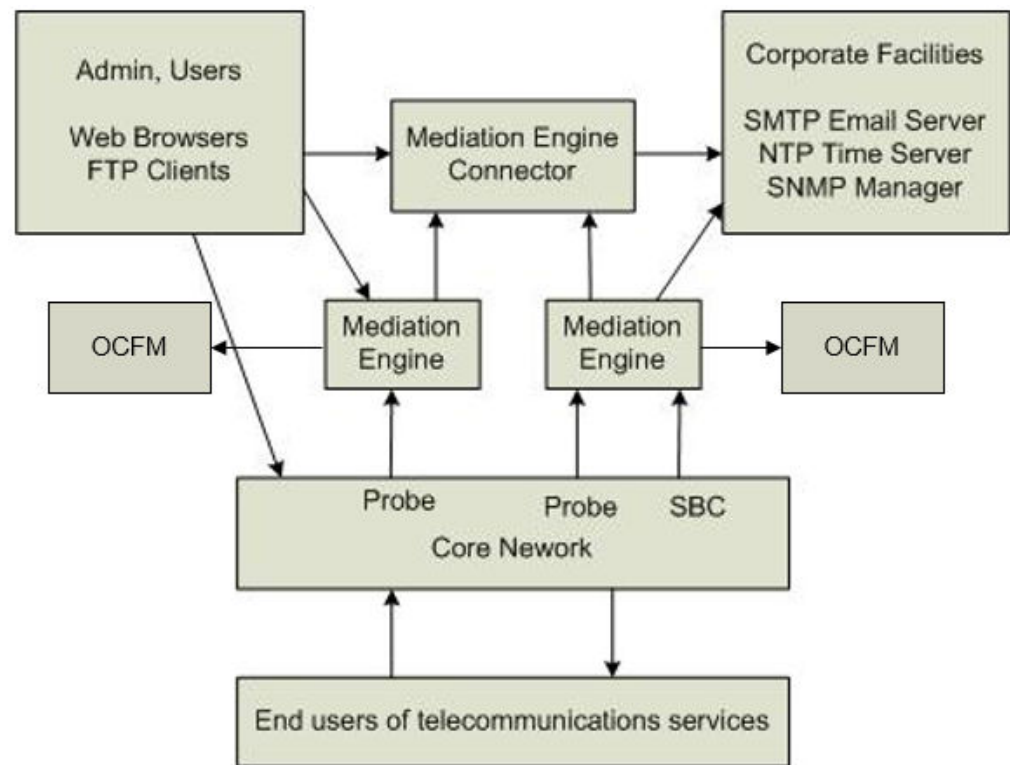 Admin, Users
Web Browsers
FTP Clients
Mediation Engine
Connector
Corporate Facilities
SMTP Email Server
NTP Time Server
SNMP Manager
OCFM
Mediation
Engine
Mediation
Engine
OCFM
Probe
Probe
SBC
Core Nework
End users of telecommunications services